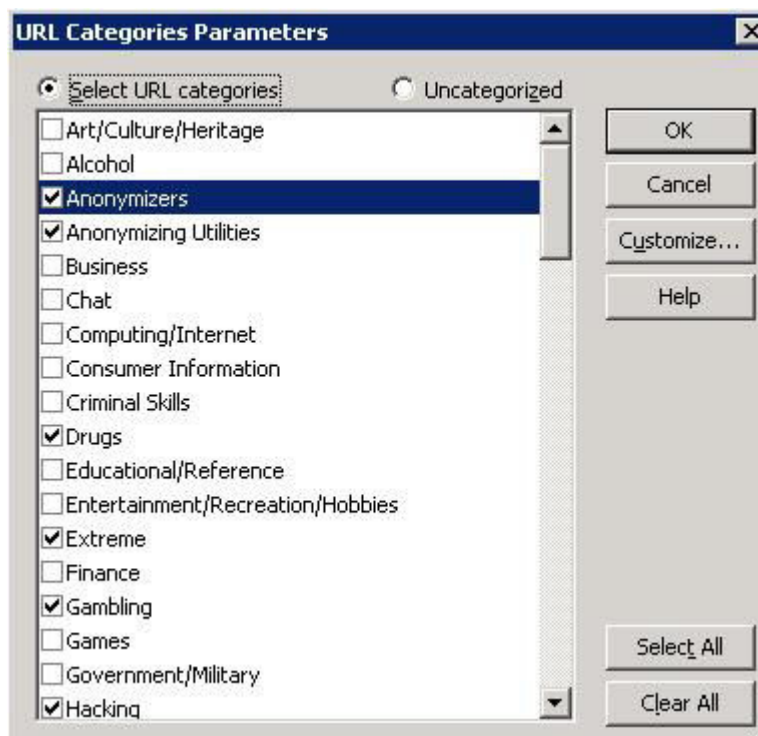 URL Categories Parameters
Select URL categories
Uncategorized
Art/Culture/Heritage
Alcohol
Anonymizers
Anonymizing Utilities
Business
Chat
Computing/Internet
Consumer Information
Criminal Skills
Drugs
Educational/Reference
Entertainment/Recreation/Hobbies
Extreme
Finance
Gambling
Games
Government/Military
Hacking
OK
Cancel
Customize...
Help
Select All
Clear All